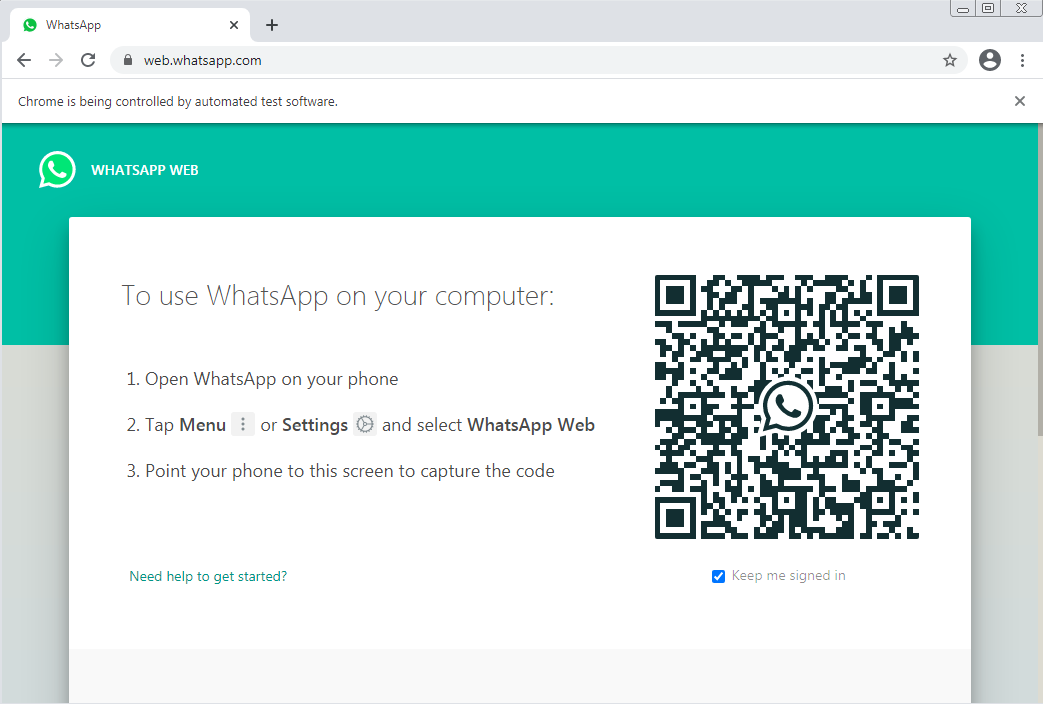 WhatsApp
web.whatsapp.com
Chrome is being controlled by automated test software.
WHATSAPP WEB
To use WhatsApp on your computer:
1. Open WhatsApp on your phone
2. Tap Menu or Settings and select WhatsApp Web
3. Point your phone to this screen to capture the code
Need help to get started?
Keep me signed in